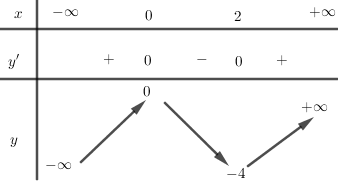 x −∞ 0 2 +∞
y′ + 0 − 0 +
0
+∞
y
−∞
−4